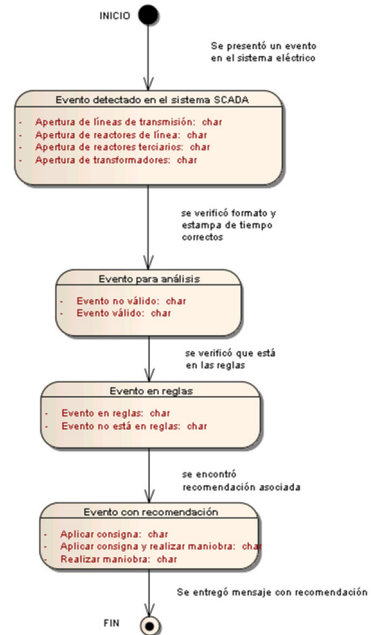 INICIO
Se presentó un evento
en el sistema eléctrico
Evento detectado en el sistema SCADA
- Apertura de líneas de transmisión: char
- Apertura de reactores de línea: char
- Apertura de reactores terciarios: char
- Apertura de transformadores: char
se verificó formato y
estampa de tiempo
correctos
Evento para análisis
- Evento no válido: char
- Evento válido: char
se verificó que está
en las reglas
Evento en reglas
- Evento en reglas: char
- Evento no está en reglas: char
se encontró
recomendación asociada
Evento con recomendación
- Aplicar consigna: char
- Aplicar consigna y realizar maniobra: char
- Realizar maniobra: char
Se entregó mensaje con recomendación
FIN